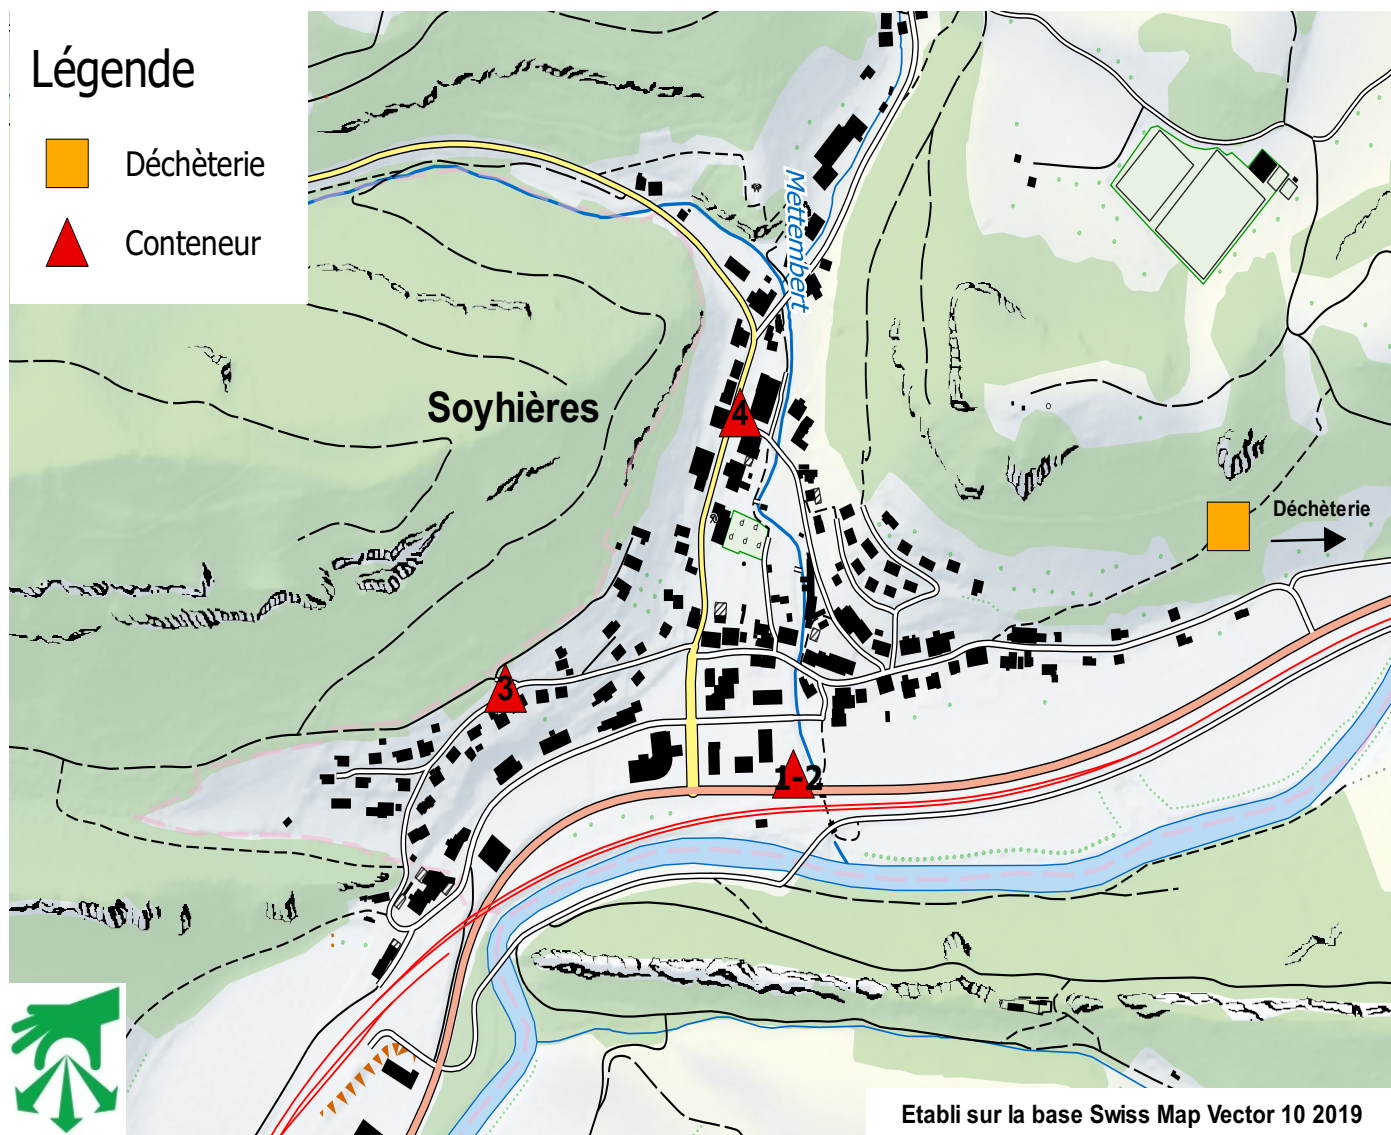 Légende
Déchèterie
Conteneur
Mettembert
Soyhières
4
Déchèterie
3
1-2
Etabli sur la base Swiss Map Vector 10 2019